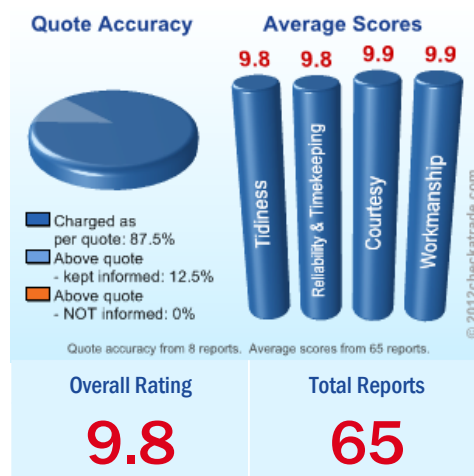 Quote Accuracy
Charged as
per quote: 87.5%
Above quote
- kept informed: 12.5%
Above quote
- NOT informed: 0%
Average Scores
9.8 9.8 9.9 9.9
Tidiness
Reliability & Timekeeping
Courtesy
Workmanship
© 2012checkatrade.com
Quote accuracy from 8 reports. Average scores from 65 reports.
Overall Rating
9.8
Total Reports
65